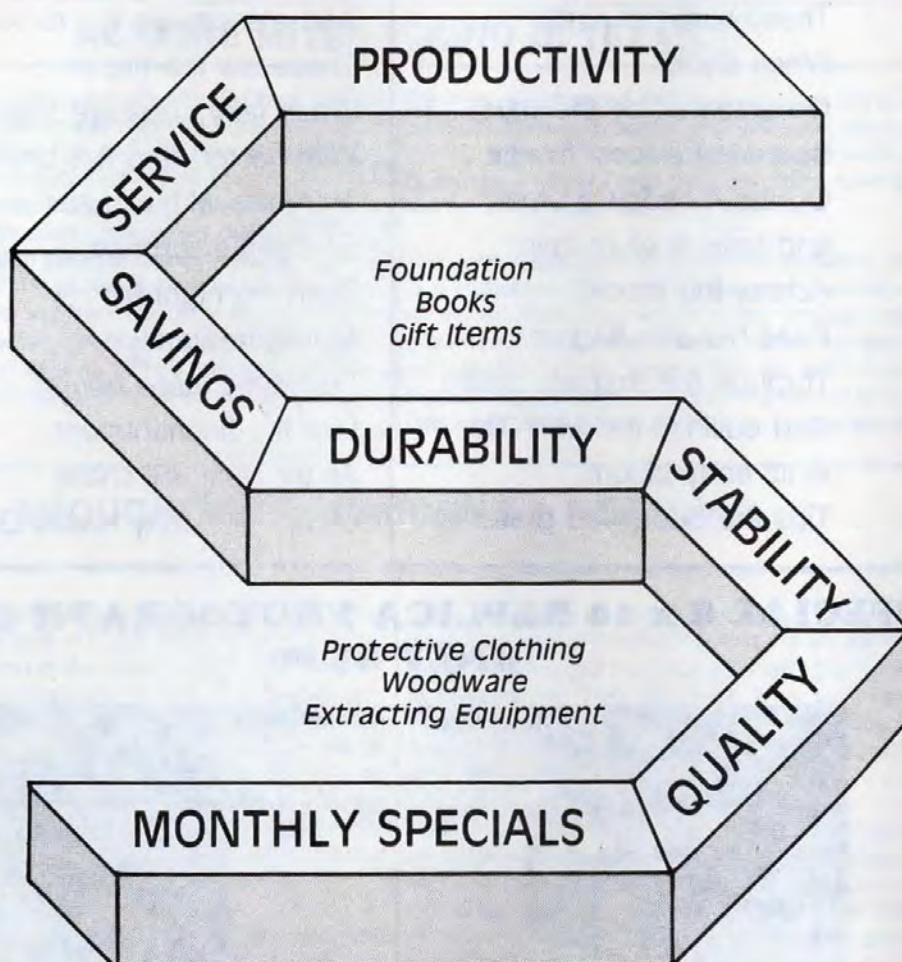 PRODUCTIVITY
SERVICE
SAVINGS
Foundation
Books
Gift Items
DURABILITY
STABILITY
Protective Clothing
Woodware
Extracting Equipment
QUALITY
MONTHLY SPECIALS